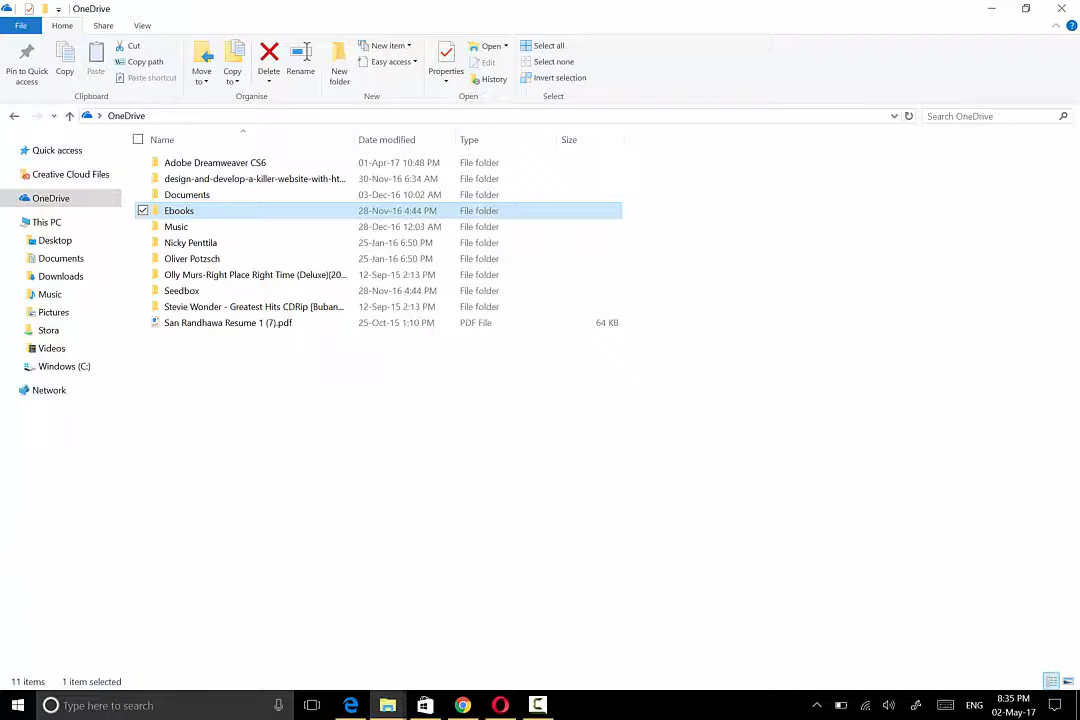 OneDrive
File Home Share View
Pin to Quick access
Copy
Paste
Cut
Copy path
Paste shortcut
Clipboard
Move to
Copy to
Delete
Rename
Organise
New folder
New item
Easy access
New
Properties
Open
Edit
History
Open
Select all
Select none
Invert selection
Select
OneDrive
Search OneDrive
Quick access
Creative Cloud Files
OneDrive
This PC
Desktop
Documents
Downloads
Music
Pictures
Stora
Videos
Windows (C:)
Network
Name Date modified Type Size
Adobe Dreamweaver CS6 01-Apr-17 10:48 PM File folder
design-and-develop-a-killer-website-with-ht... 30-Nov-16 6:34 AM File folder
Documents 03-Dec-16 10:02 AM File folder
Ebooks 28-Nov-16 4:44 PM File folder
Music 28-Dec-16 12:03 AM File folder
Nicky Penttila 25-Jan-16 6:50 PM File folder
Oliver Potzsch 25-Jan-16 6:50 PM File folder
Olly Murs-Right Place Right Time (Deluxe)(20... 12-Sep-15 2:13 PM File folder
Seedbox 28-Nov-16 4:44 PM File folder
Stevie Wonder - Greatest Hits CDRip [Buban... 12-Sep-15 2:13 PM File folder
San Randhawa Resume 1 (7).pdf 25-Oct-15 1:10 PM PDF File 64 KB
11 items 1 item selected
Type here to search
ENG
8:35 PM
02-May-17